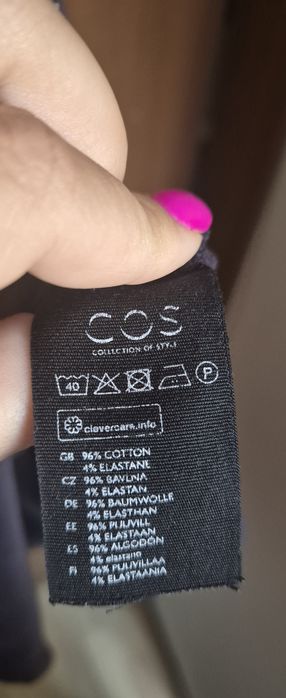 COS
COLLECTION OF STYLE
40 P
clevercare.info
GB 96% COTTON
4% ELASTANE
CZ 96% BAVLNA
4% ELASTAN
DE 96% BAUMWOLLE
4% ELASTHAN
EE 96% PUUVILL
4% ELASTAAN
ES 96% ALGODÓN
4% elastano
FI 96% PUUVILLAA
4% ELASTAANIA